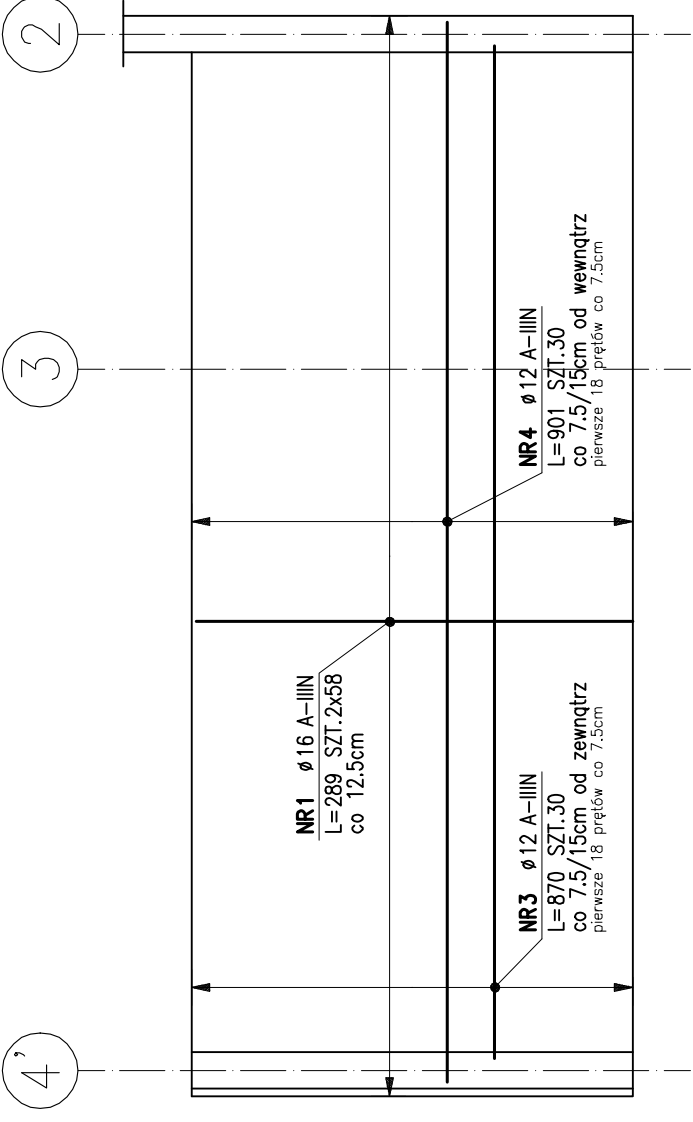 4'
3
2
NR1 ø16 A-IIIN
L=289 SZT.2x58
co 12.5cm
NR3 ø12 A-IIIN
L=870 SZT.30
co 7.5/15cm od zewnątrz
pierwsze 18 prętów co 7.5cm
NR4 ø12 A-IIIN
L=901 SZT.30
co 7.5/15cm od wewnątrz
pierwsze 18 prętów co 7.5cm